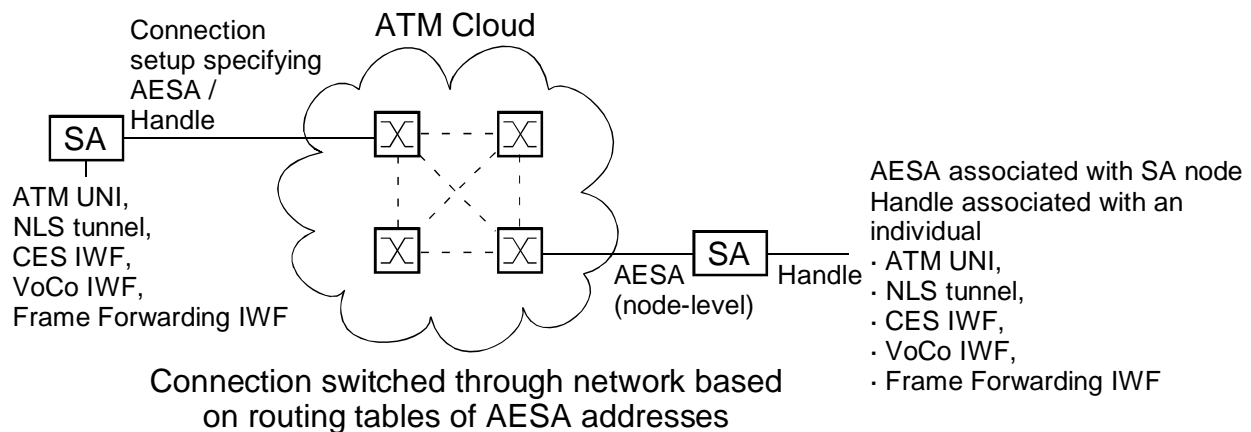 ATM Cloud
Connection
setup specifying
AESA /
Handle
SA
ATM UNI,
NLS tunnel,
CES IWF,
VoCo IWF,
Frame Forwarding IWF
AESA
(node-level)
SA
Handle
AESA associated with SA node
Handle associated with an
individual
· ATM UNI,
· NLS tunnel,
· CES IWF,
· VoCo IWF,
· Frame Forwarding IWF
Connection switched through network based
on routing tables of AESA addresses